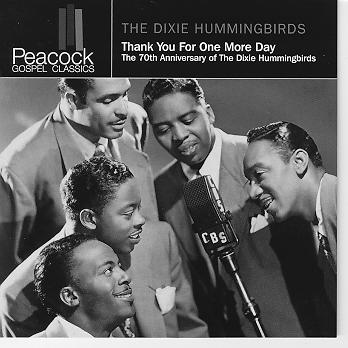 THE DIXIE HUMMINGBIRDS
Thank You For One More Day
The 70th Anniversary of The Dixie Hummingbirds
Peacock
GOSPEL CLASSICS
CBS